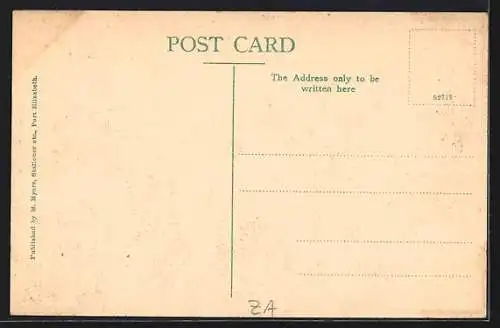 POST CARD
The Address only to be
written here
Published by M. Myers, Stationer etc., Port Elizabeth.
ZA